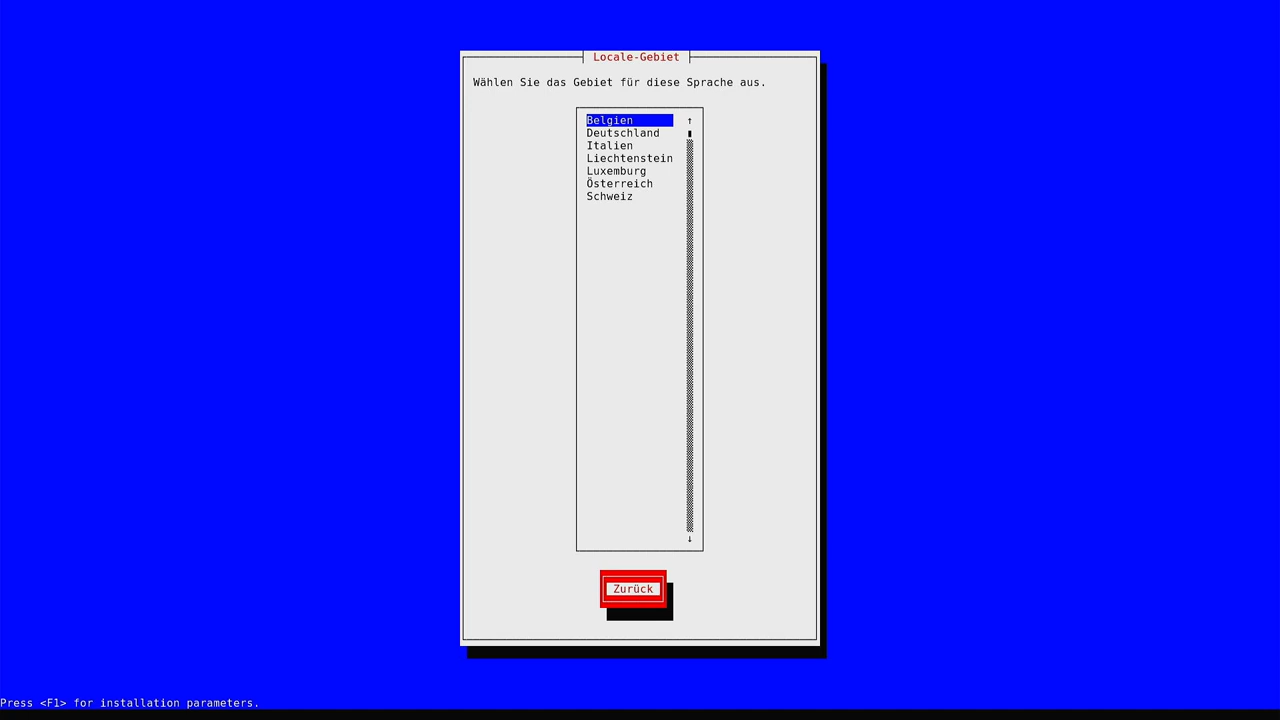 Locale-Gebiet
Wählen Sie das Gebiet für diese Sprache aus.
Belgien
Deutschland
Italien
Liechtenstein
Luxemburg
Österreich
Schweiz
Zurück
Press <F1> for installation parameters.